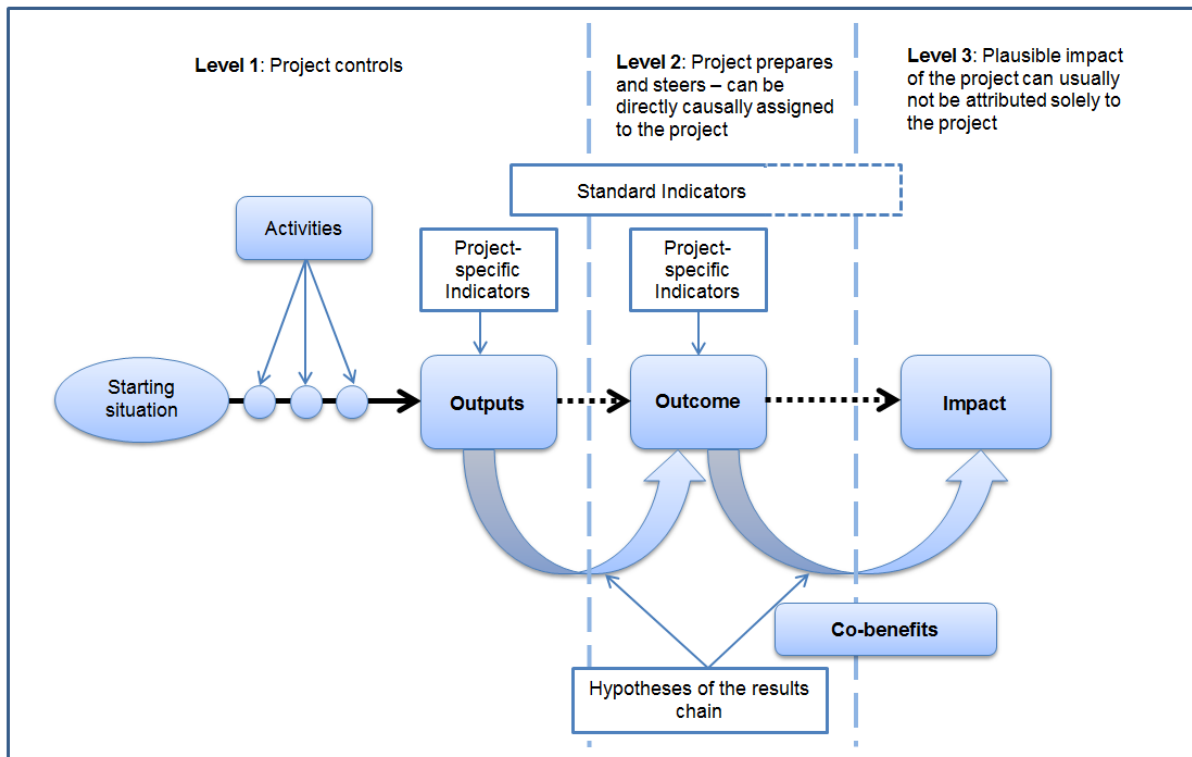 Level 1: Project controls
Level 2: Project prepares
and steers – can be
directly causally assigned
to the project
Level 3: Plausible impact
of the project can usually
not be attributed solely to
the project
Standard Indicators
Activities
Project-
specific
Indicators
Project-
specific
Indicators
Starting
situation
Outputs
Outcome
Impact
Co-benefits
Hypotheses of the results
chain